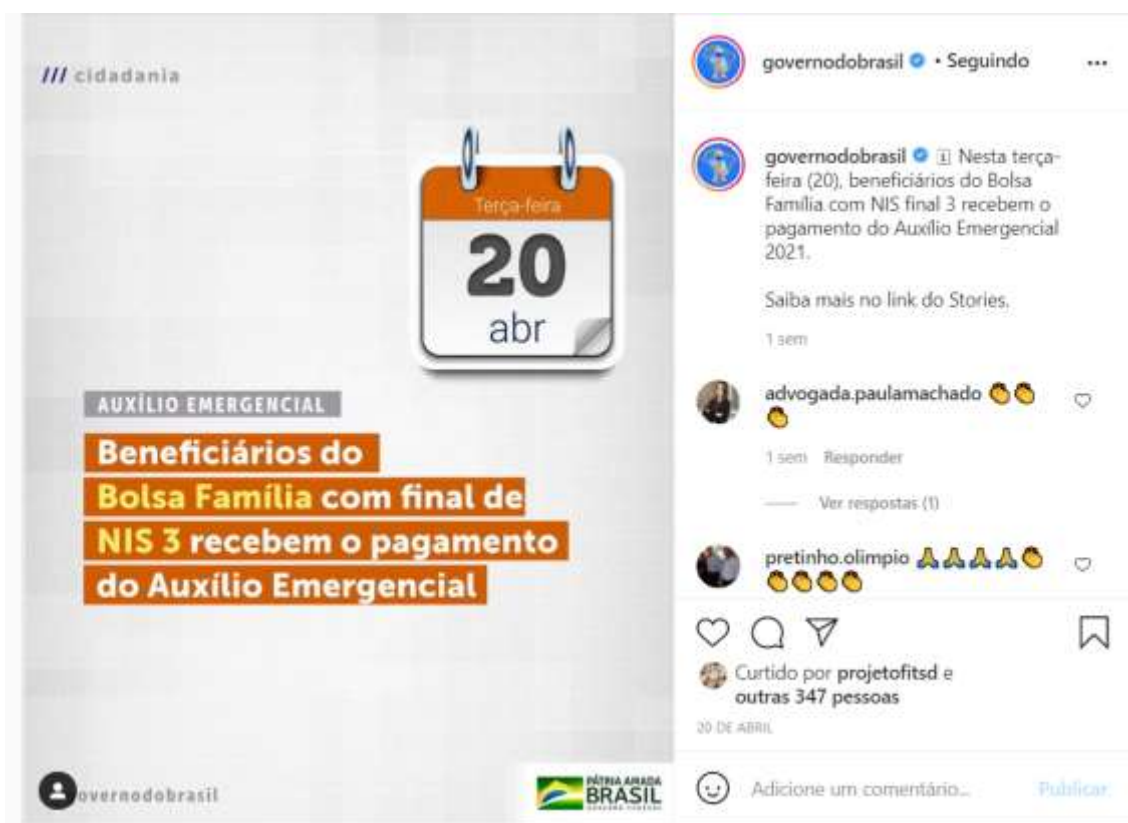 /// cidadania
Terça-feira
20
abr
AUXÍLIO EMERGENCIAL
Beneficiários do
Bolsa Família com final de
NIS 3 recebem o pagamento
do Auxílio Emergencial
overnodobrasil
PÁTRIA AMADA
BRASIL
governodobrasil • Seguindo
governodobrasil Nesta terça-
feira (20), beneficiários do Bolsa
Família com NIS final 3 recebem o
pagamento do Auxílio Emergencial
2021.
Saiba mais no link do Stories.
1 sem
advogada.paulamachado 👏👏
👏
1 sem Responder
Ver respostas (1)
pretinho.olimpio 🙏🙏🙏🙏👏
👏👏👏👏
Curtido por projetofitsd e
outras 347 pessoas
20 DE ABRIL
Adicione um comentário... Publicar